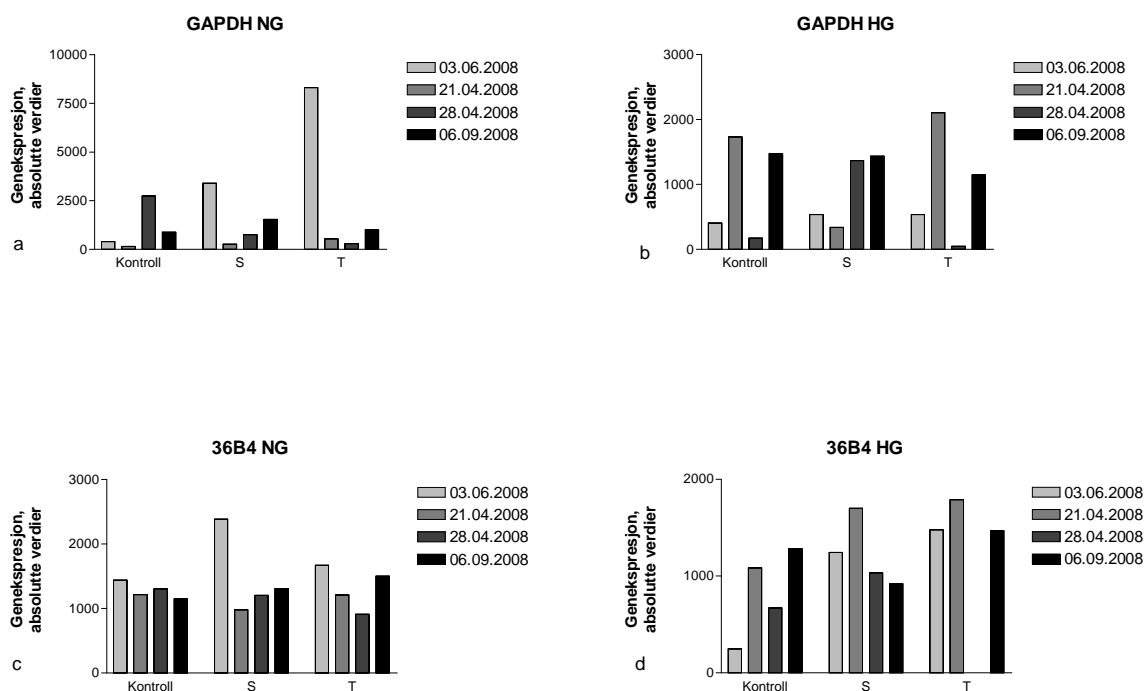 GAPDH NG
Genekspresjon,
absolutte verdier
10000
7500
5000
2500
0
Kontroll S T
03.06.2008
21.04.2008
28.04.2008
06.09.2008
a
GAPDH HG
Genekspresjon,
absolutte verdier
3000
2000
1000
0
Kontroll S T
03.06.2008
21.04.2008
28.04.2008
06.09.2008
b
36B4 NG
Genekspresjon,
absolutte verdier
3000
2000
1000
0
Kontroll S T
03.06.2008
21.04.2008
28.04.2008
06.09.2008
c
36B4 HG
Genekspresjon,
absolutte verdier
2000
1000
0
Kontroll S T
03.06.2008
21.04.2008
28.04.2008
06.09.2008
d